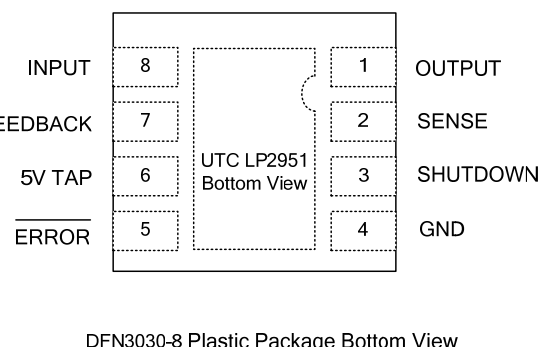 INPUT 8 1 OUTPUT
EEDBACK 7 2 SENSE
5V TAP 6 UTC LP2951 3 SHUTDOWN
Bottom View
ERROR 5 4 GND
DFN3030-8 Plastic Package Bottom View